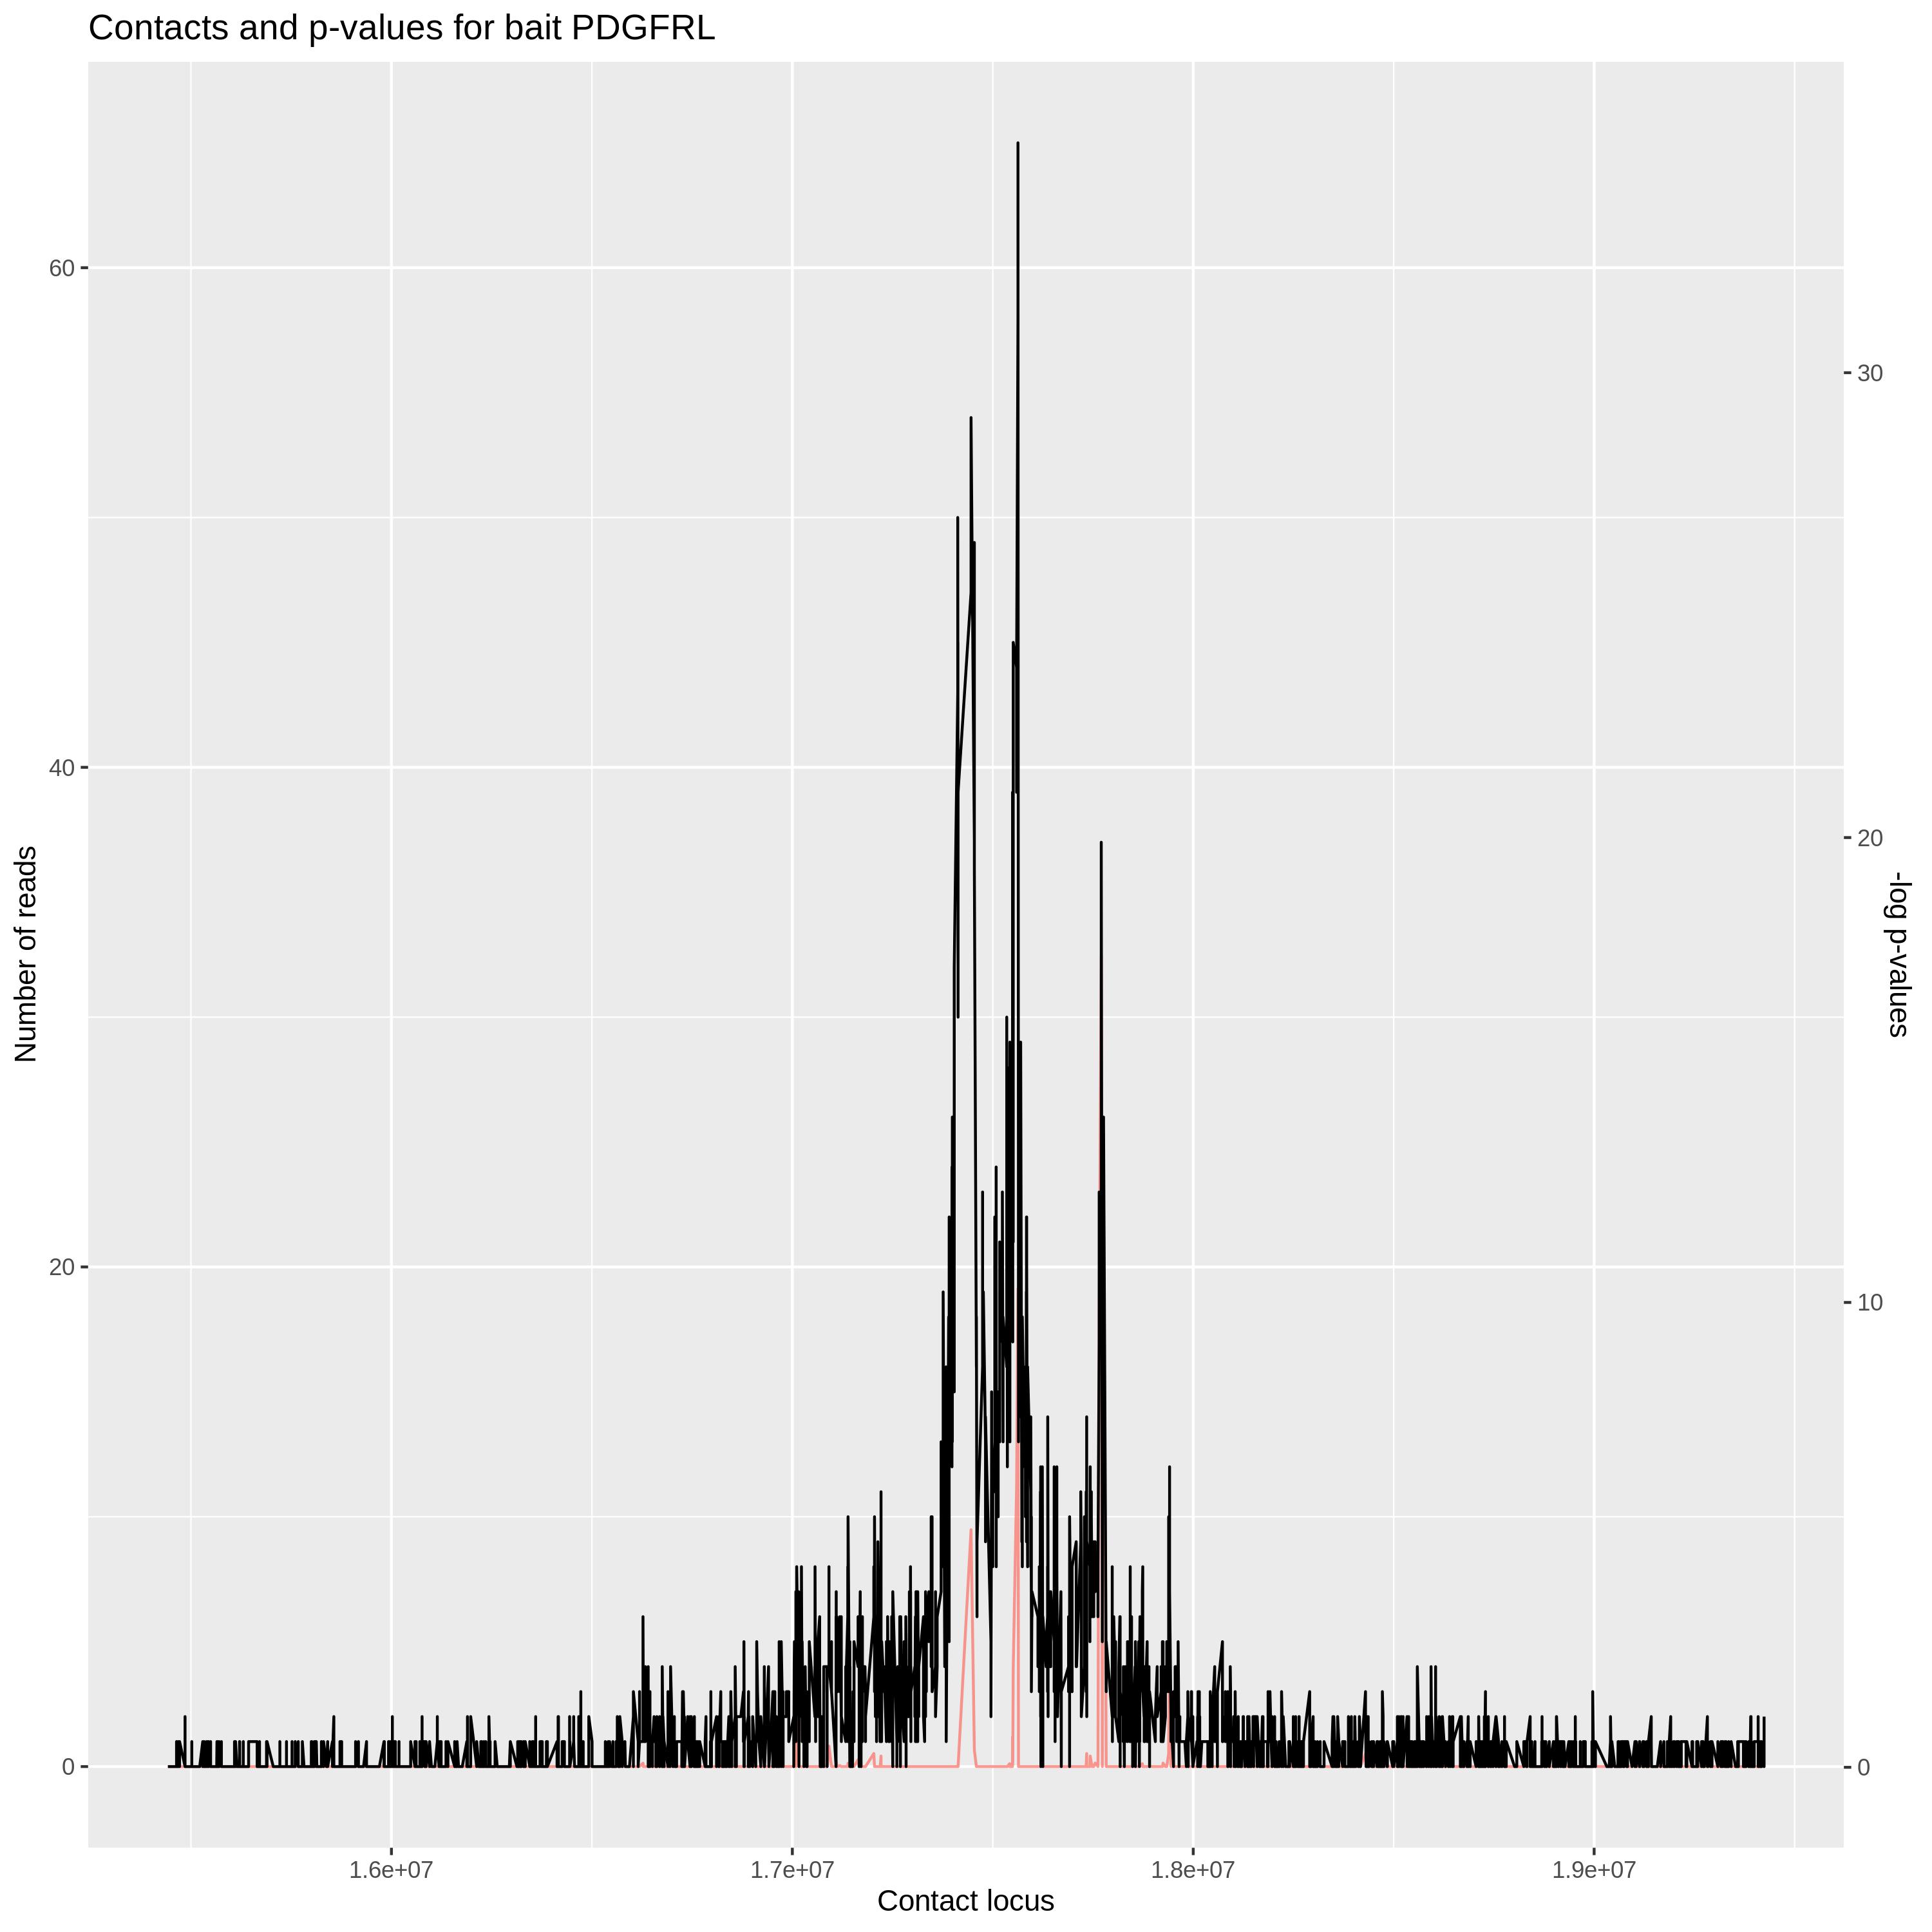 Contacts and p-values for bait PDGFRL
60
40
20
0
Number of reads
30
20
10
0
-log p-values
1.6e+07
1.7e+07
1.8e+07
1.9e+07
Contact locus